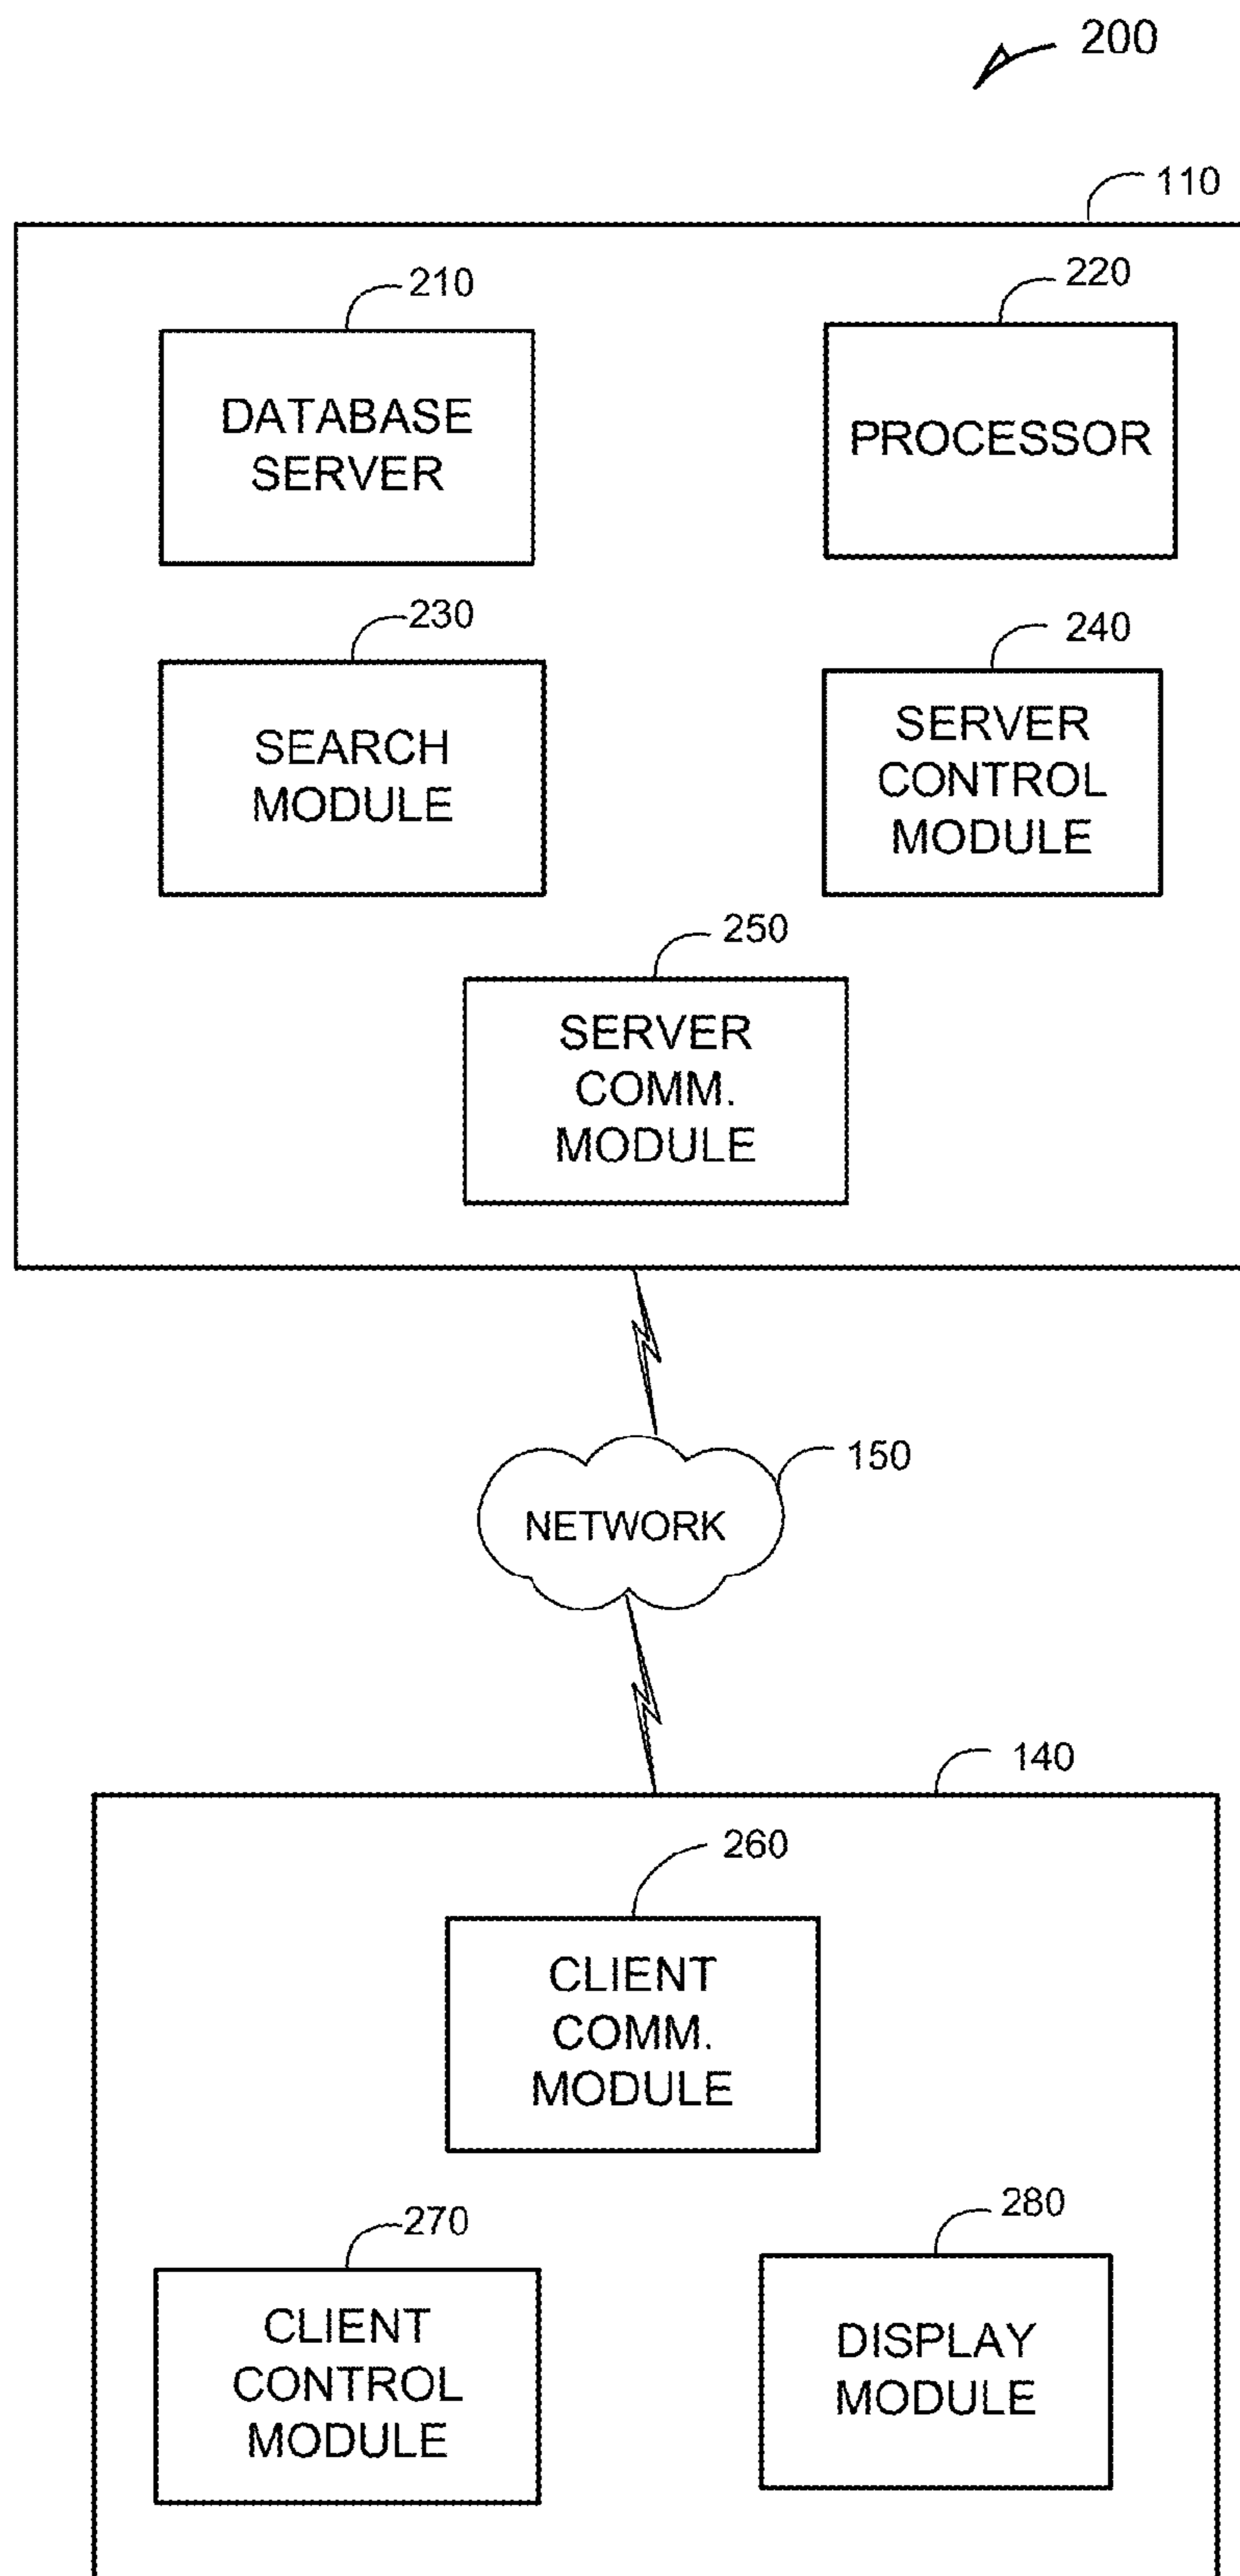 200
110
210
220
DATABASE
SERVER
PROCESSOR
230
240
SEARCH
MODULE
SERVER
CONTROL
MODULE
250
SERVER
COMM.
MODULE
150
NETWORK
140
260
CLIENT
COMM.
MODULE
270
280
CLIENT
CONTROL
MODULE
DISPLAY
MODULE